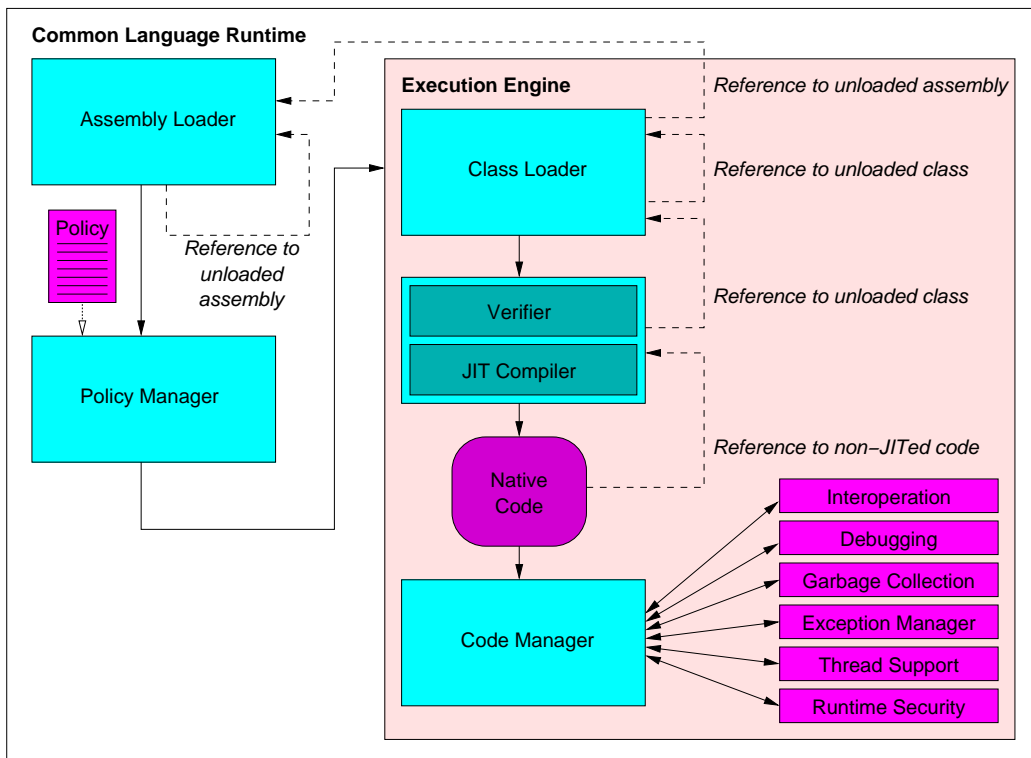 Common Language Runtime
Assembly Loader
Policy
Reference to
unloaded
assembly
Policy Manager
Execution Engine
Reference to unloaded assembly
Class Loader
Reference to unloaded class
Verifier
Reference to unloaded class
JIT Compiler
Reference to non−JITed code
Native
Code
Code Manager
Interoperation
Debugging
Garbage Collection
Exception Manager
Thread Support
Runtime Security